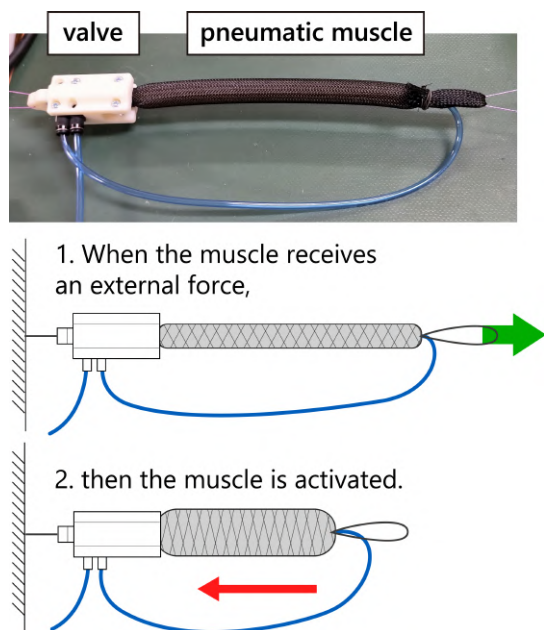 valve
pneumatic muscle
1. When the muscle receives
an external force,
2. then the muscle is activated.